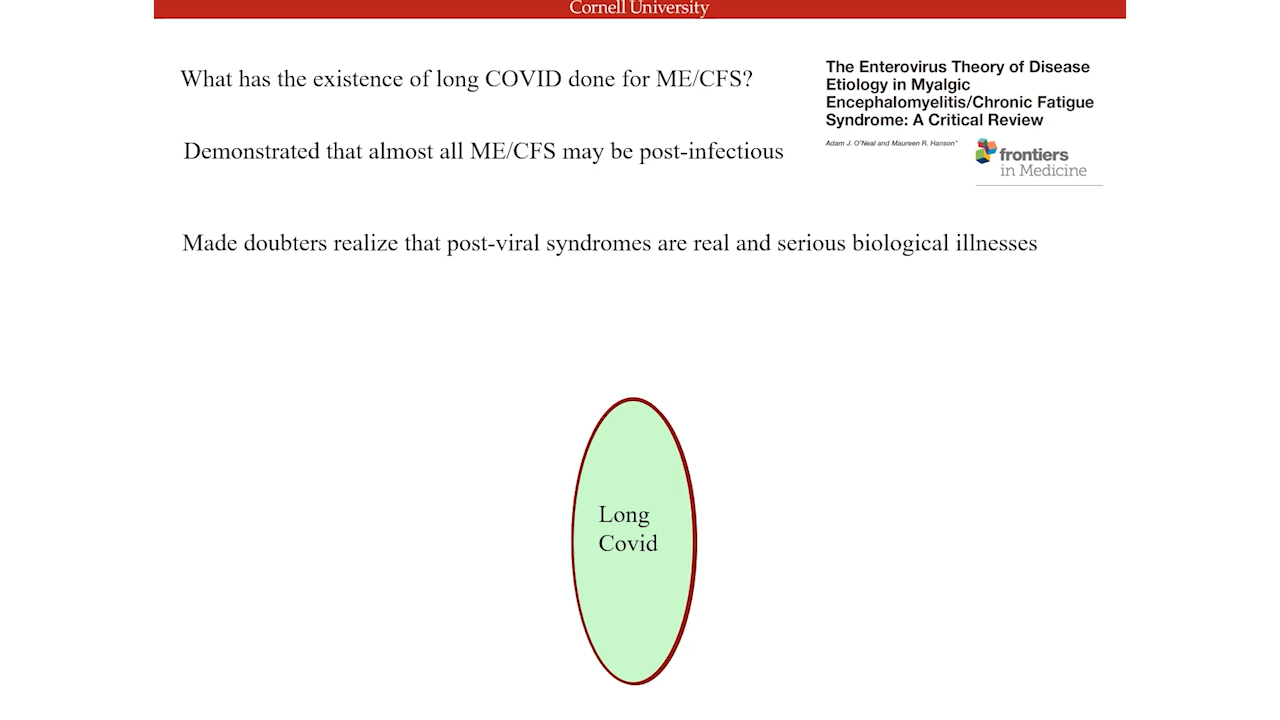 Cornell University
What has the existence of long COVID done for ME/CFS?
Demonstrated that almost all ME/CFS may be post-infectious
The Enterovirus Theory of Disease
Etiology in Myalgic
Encephalomyelitis/Chronic Fatigue
Syndrome: A Critical Review
Adam J. O'Neal and Maureen R. Hanson*
frontiers
in Medicine
Made doubters realize that post-viral syndromes are real and serious biological illnesses
Long
Covid